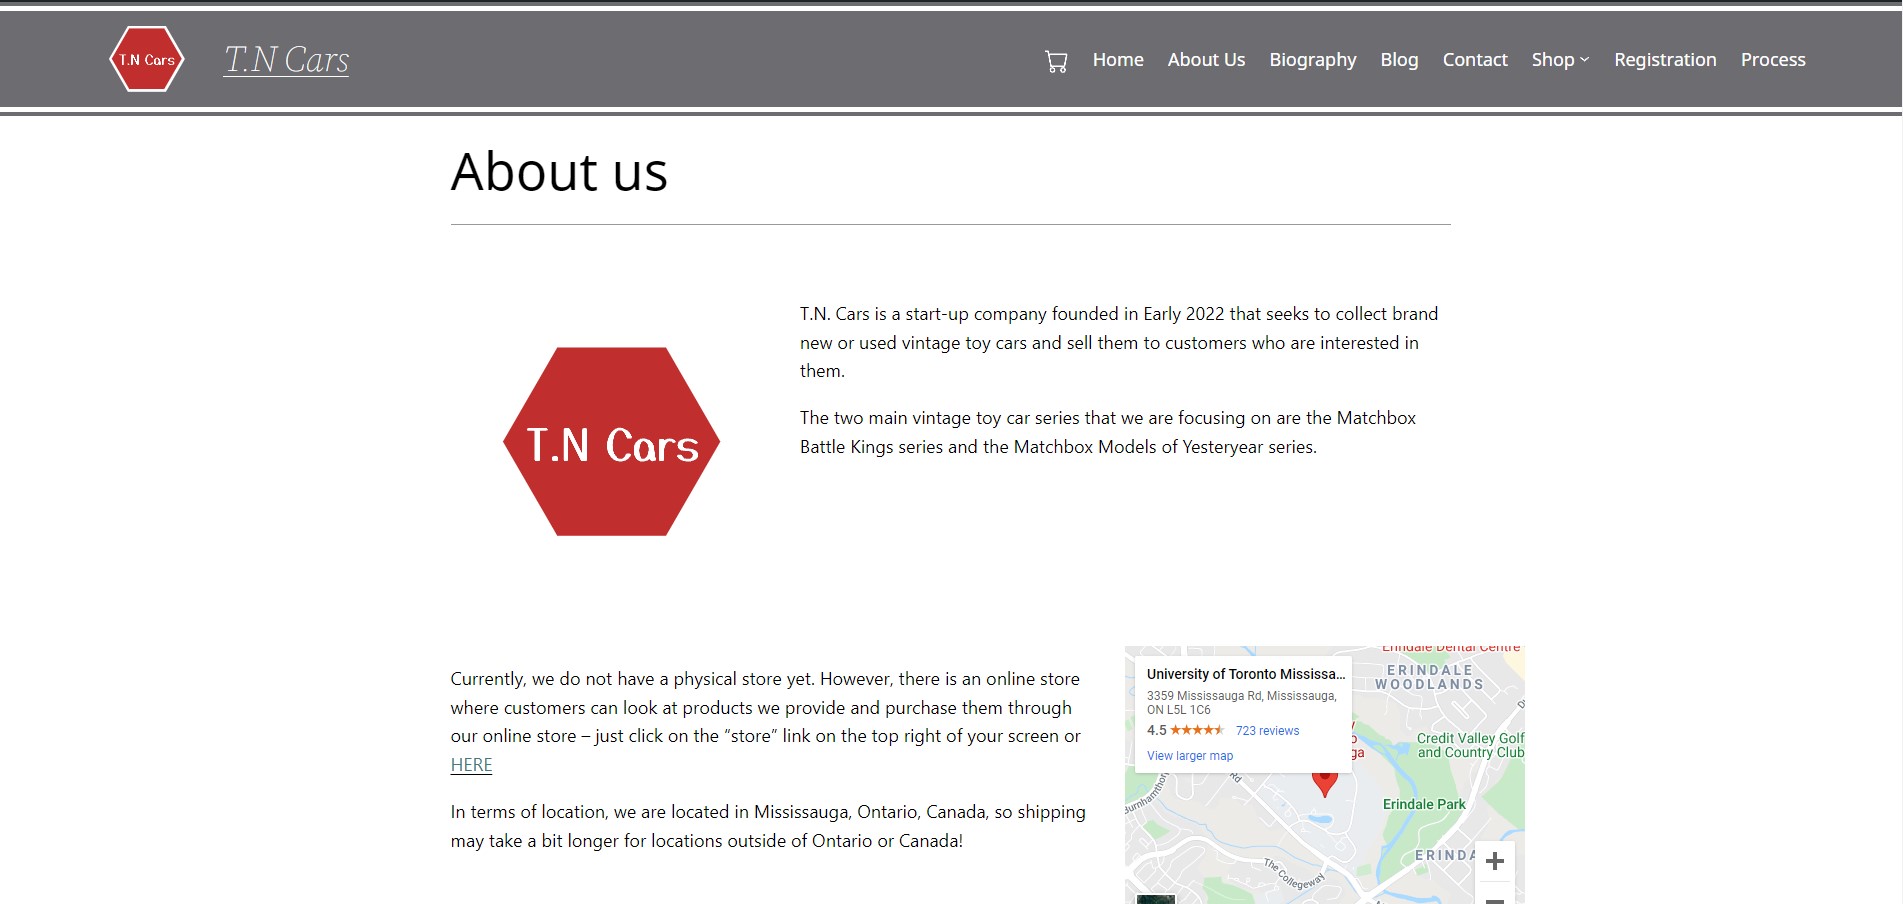 T.N Cars
T.N Cars
Home
About Us
Biography
Blog
Contact
Shop
Registration
Process
About us
T.N Cars
T.N. Cars is a start-up company founded in Early 2022 that seeks to collect brand
new or used vintage toy cars and sell them to customers who are interested in
them.
The two main vintage toy car series that we are focusing on are the Matchbox
Battle Kings series and the Matchbox Models of Yesteryear series.
Currently, we do not have a physical store yet. However, there is an online store
where customers can look at products we provide and purchase them through
our online store – just click on the “store” link on the top right of your screen or
HERE
In terms of location, we are located in Mississauga, Ontario, Canada, so shipping
may take a bit longer for locations outside of Ontario or Canada!
Erindale Dental Centre
University of Toronto Mississa...
3359 Mississauga Rd, Mississauga,
ON L5L 1C6
4.5
723 reviews
View larger map
ERINDALE
WOODLANDS
Credit Valley Golf
and Country Club
Rd
Erindale Park
Burnhamthor
ERINDA
The Collegeway